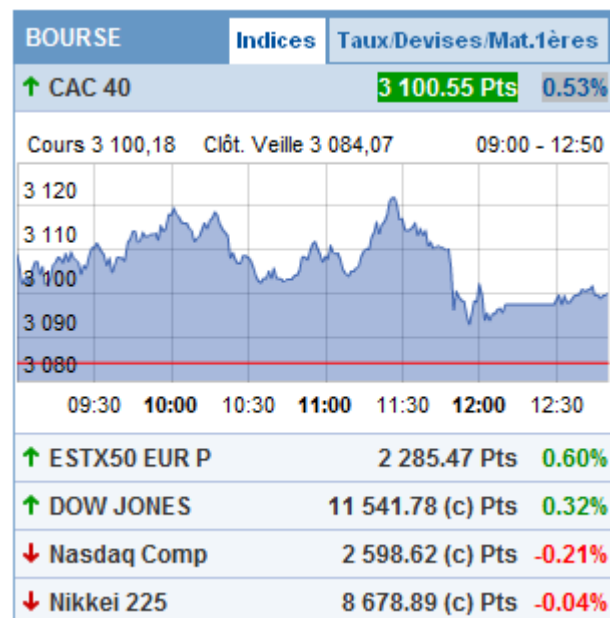 BOURSE Indices Taux/Devises/Mat.1ères
CAC 40 3 100.55 Pts 0.53%
Cours 3 100,18 Clôt. Veille 3 084,07 09:00 - 12:50
3 120
3 110
3 100
3 090
3 080
09:30 10:00 10:30 11:00 11:30 12:00 12:30
ESTX50 EUR P 2 285.47 Pts 0.60%
DOW JONES 11 541.78 (c) Pts 0.32%
Nasdaq Comp 2 598.62 (c) Pts -0.21%
Nikkei 225 8 678.89 (c) Pts -0.04%